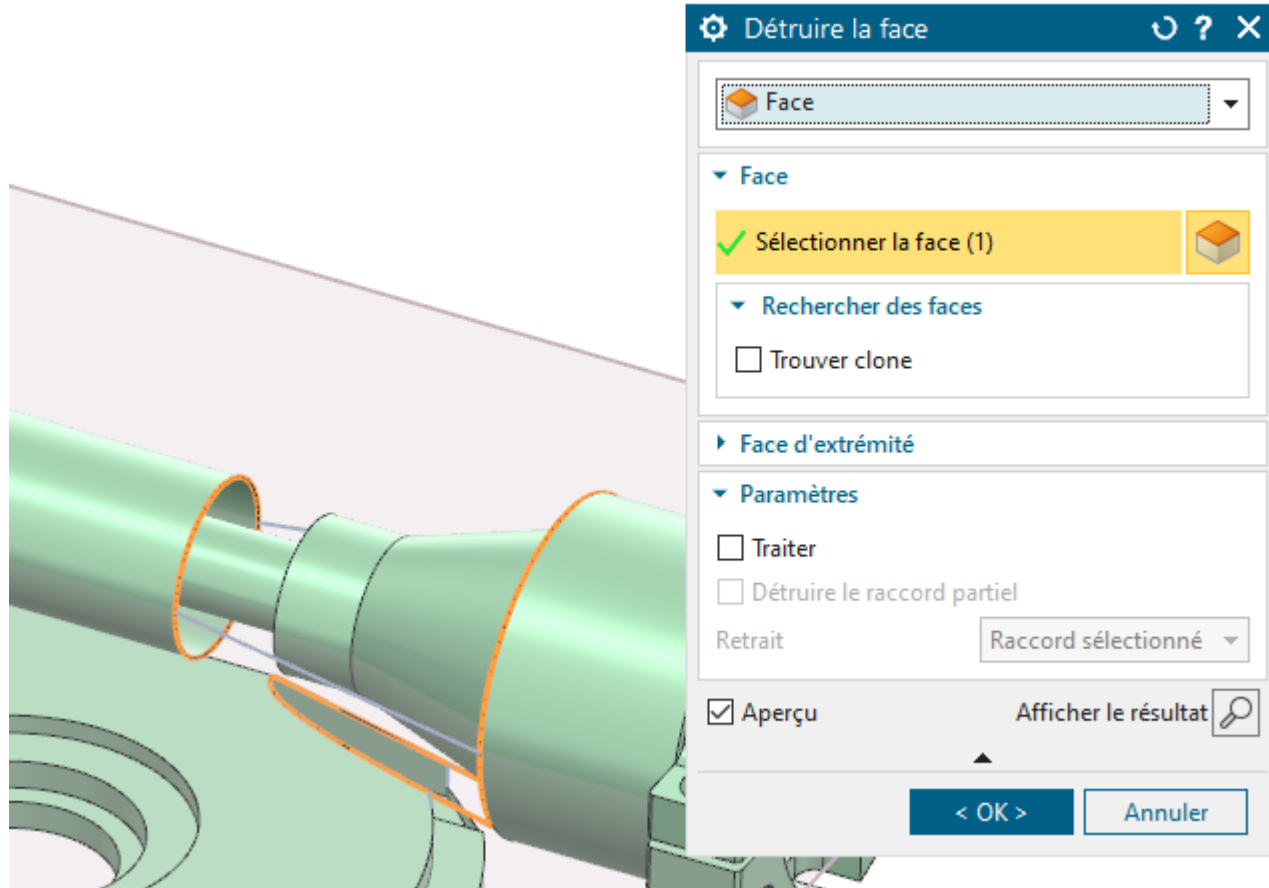 Détruire la face
Face
Face
Sélectionner la face (1)
Rechercher des faces
Trouver clone
Face d'extrémité
Paramètres
Traiter
Détruire le raccord partiel
Retrait Raccord sélectionné
Aperçu Afficher le résultat
< OK > Annuler